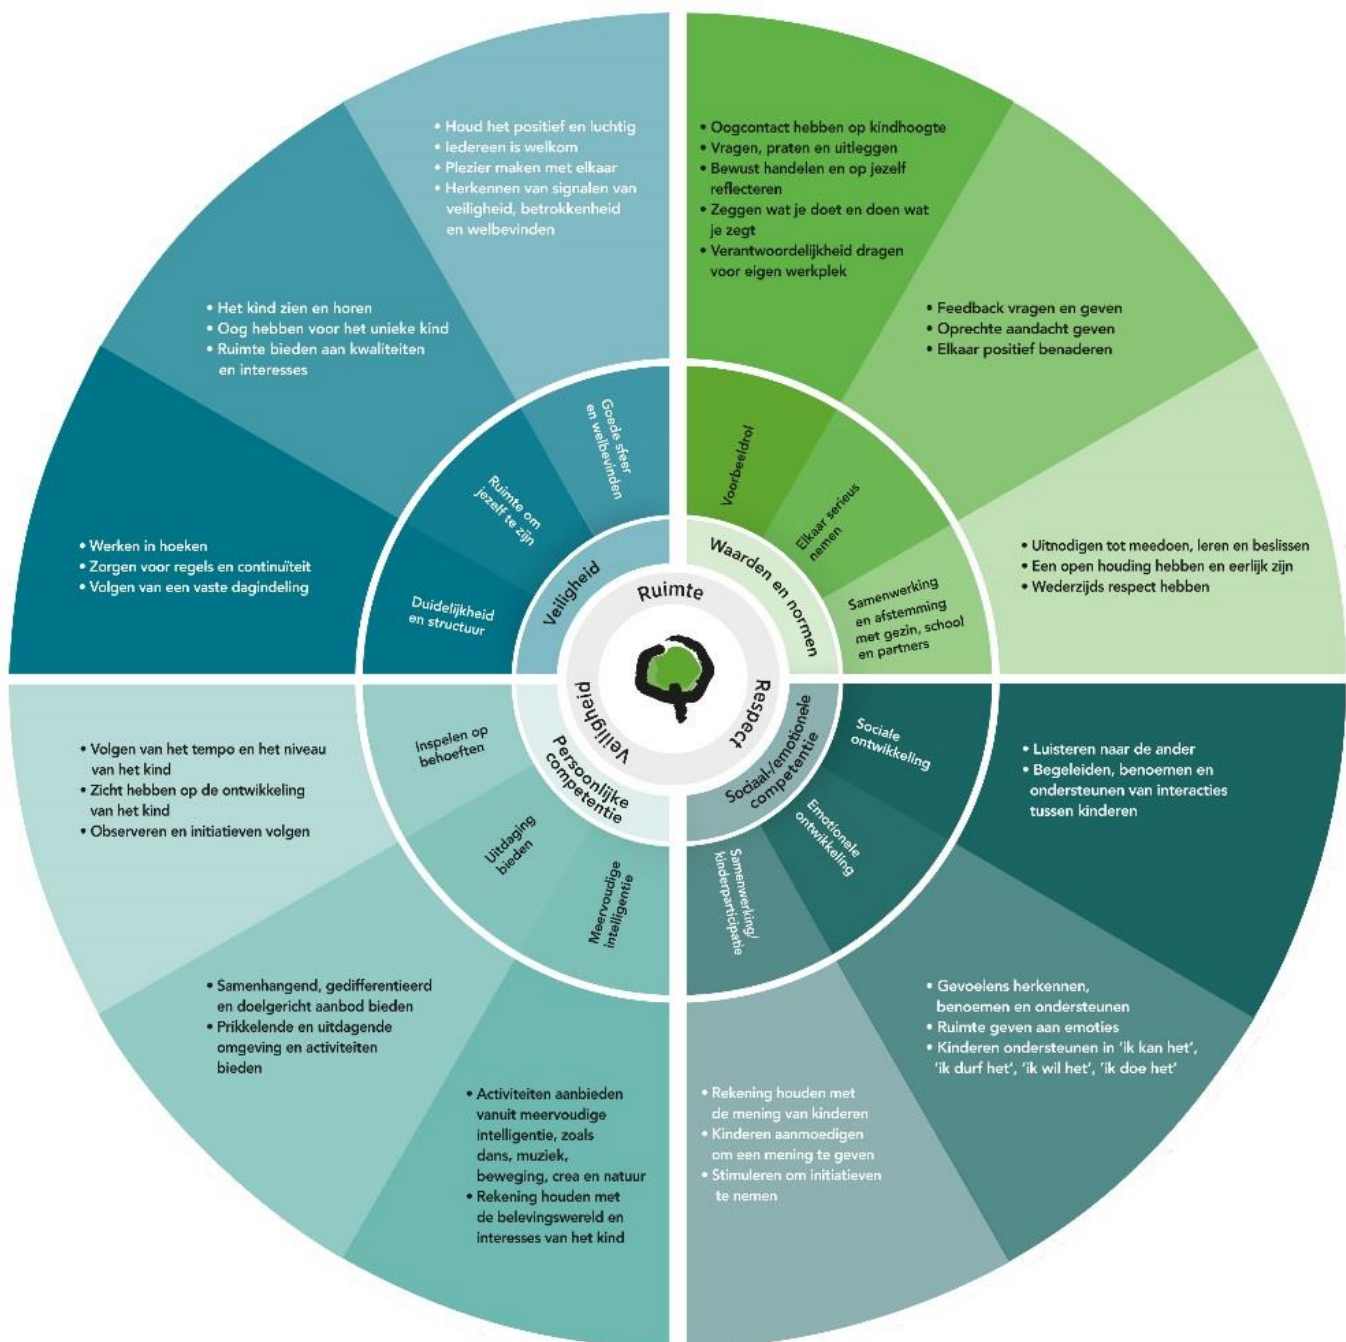 • Houd het positief en luchtig
• Iedereen is welkom
• Plezier maken met elkaar
• Herkennen van signalen van
veiligheid, betrokkenheid
en welbevinden
• Oogcontact hebben op kindhoogte
• Vragen, praten en uitleggen
• Bewust handelen en op jezelf
reflecteren
• Zeggen wat je doet en doen wat
je zegt
• Verantwoordelijkheid dragen
voor eigen werkplek
• Het kind zien en horen
• Oog hebben voor het unieke kind
• Ruimte bieden aan kwaliteiten
en interesses
• Feedback vragen en geven
• Oprechte aandacht geven
• Elkaar positief benaderen
• Werken in hoeken
• Zorgen voor regels en continuïteit
• Volgen van een vaste dagindeling
• Uitnodigen tot meedoen, leren en beslissen
• Een open houding hebben en eerlijk zijn
• Wederzijds respect hebben
Goede sfeer
en welbevinden
Ruimte om
jezelf te zijn
Duidelijkheid
en structuur
Voorbeeldrol
Elkaar serieus
nemen
Samenwerking
en afstemming
met gezin, school
en partners
Veiligheid
Waarden en normen
Ruimte
Respect
Veiligheid
Persoonlijke
competentie
Sociaal-/emotionele
competentie
Inspelen op
behoeften
Uitdaging
bieden
Meervoudige
intelligentie
Sociale
ontwikkeling
Emotionele
ontwikkeling
Samenwerking/
kinderparticipatie
• Volgen van het tempo en het niveau
van het kind
• Zicht hebben op de ontwikkeling
van het kind
• Observeren en initiatieven volgen
• Luisteren naar de ander
• Begeleiden, benoemen en
ondersteunen van interacties
tussen kinderen
• Samenhangend, gedifferentieerd
en doelgericht aanbod bieden
• Prikkelende en uitdagende
omgeving en activiteiten
bieden
• Gevoelens herkennen,
benoemen en ondersteunen
• Ruimte geven aan emoties
• Kinderen ondersteunen in ‘ik kan het’,
‘ik durf het’, ‘ik wil het’, ‘ik doe het’
• Activiteiten aanbieden
vanuit meervoudige
intelligentie, zoals
dans, muziek,
beweging, crea en natuur
• Rekening houden met
de belevingswereld en
interesses van het kind
• Rekening houden met
de mening van kinderen
• Kinderen aanmoedigen
om een mening te geven
• Stimuleren om initiatieven
te nemen